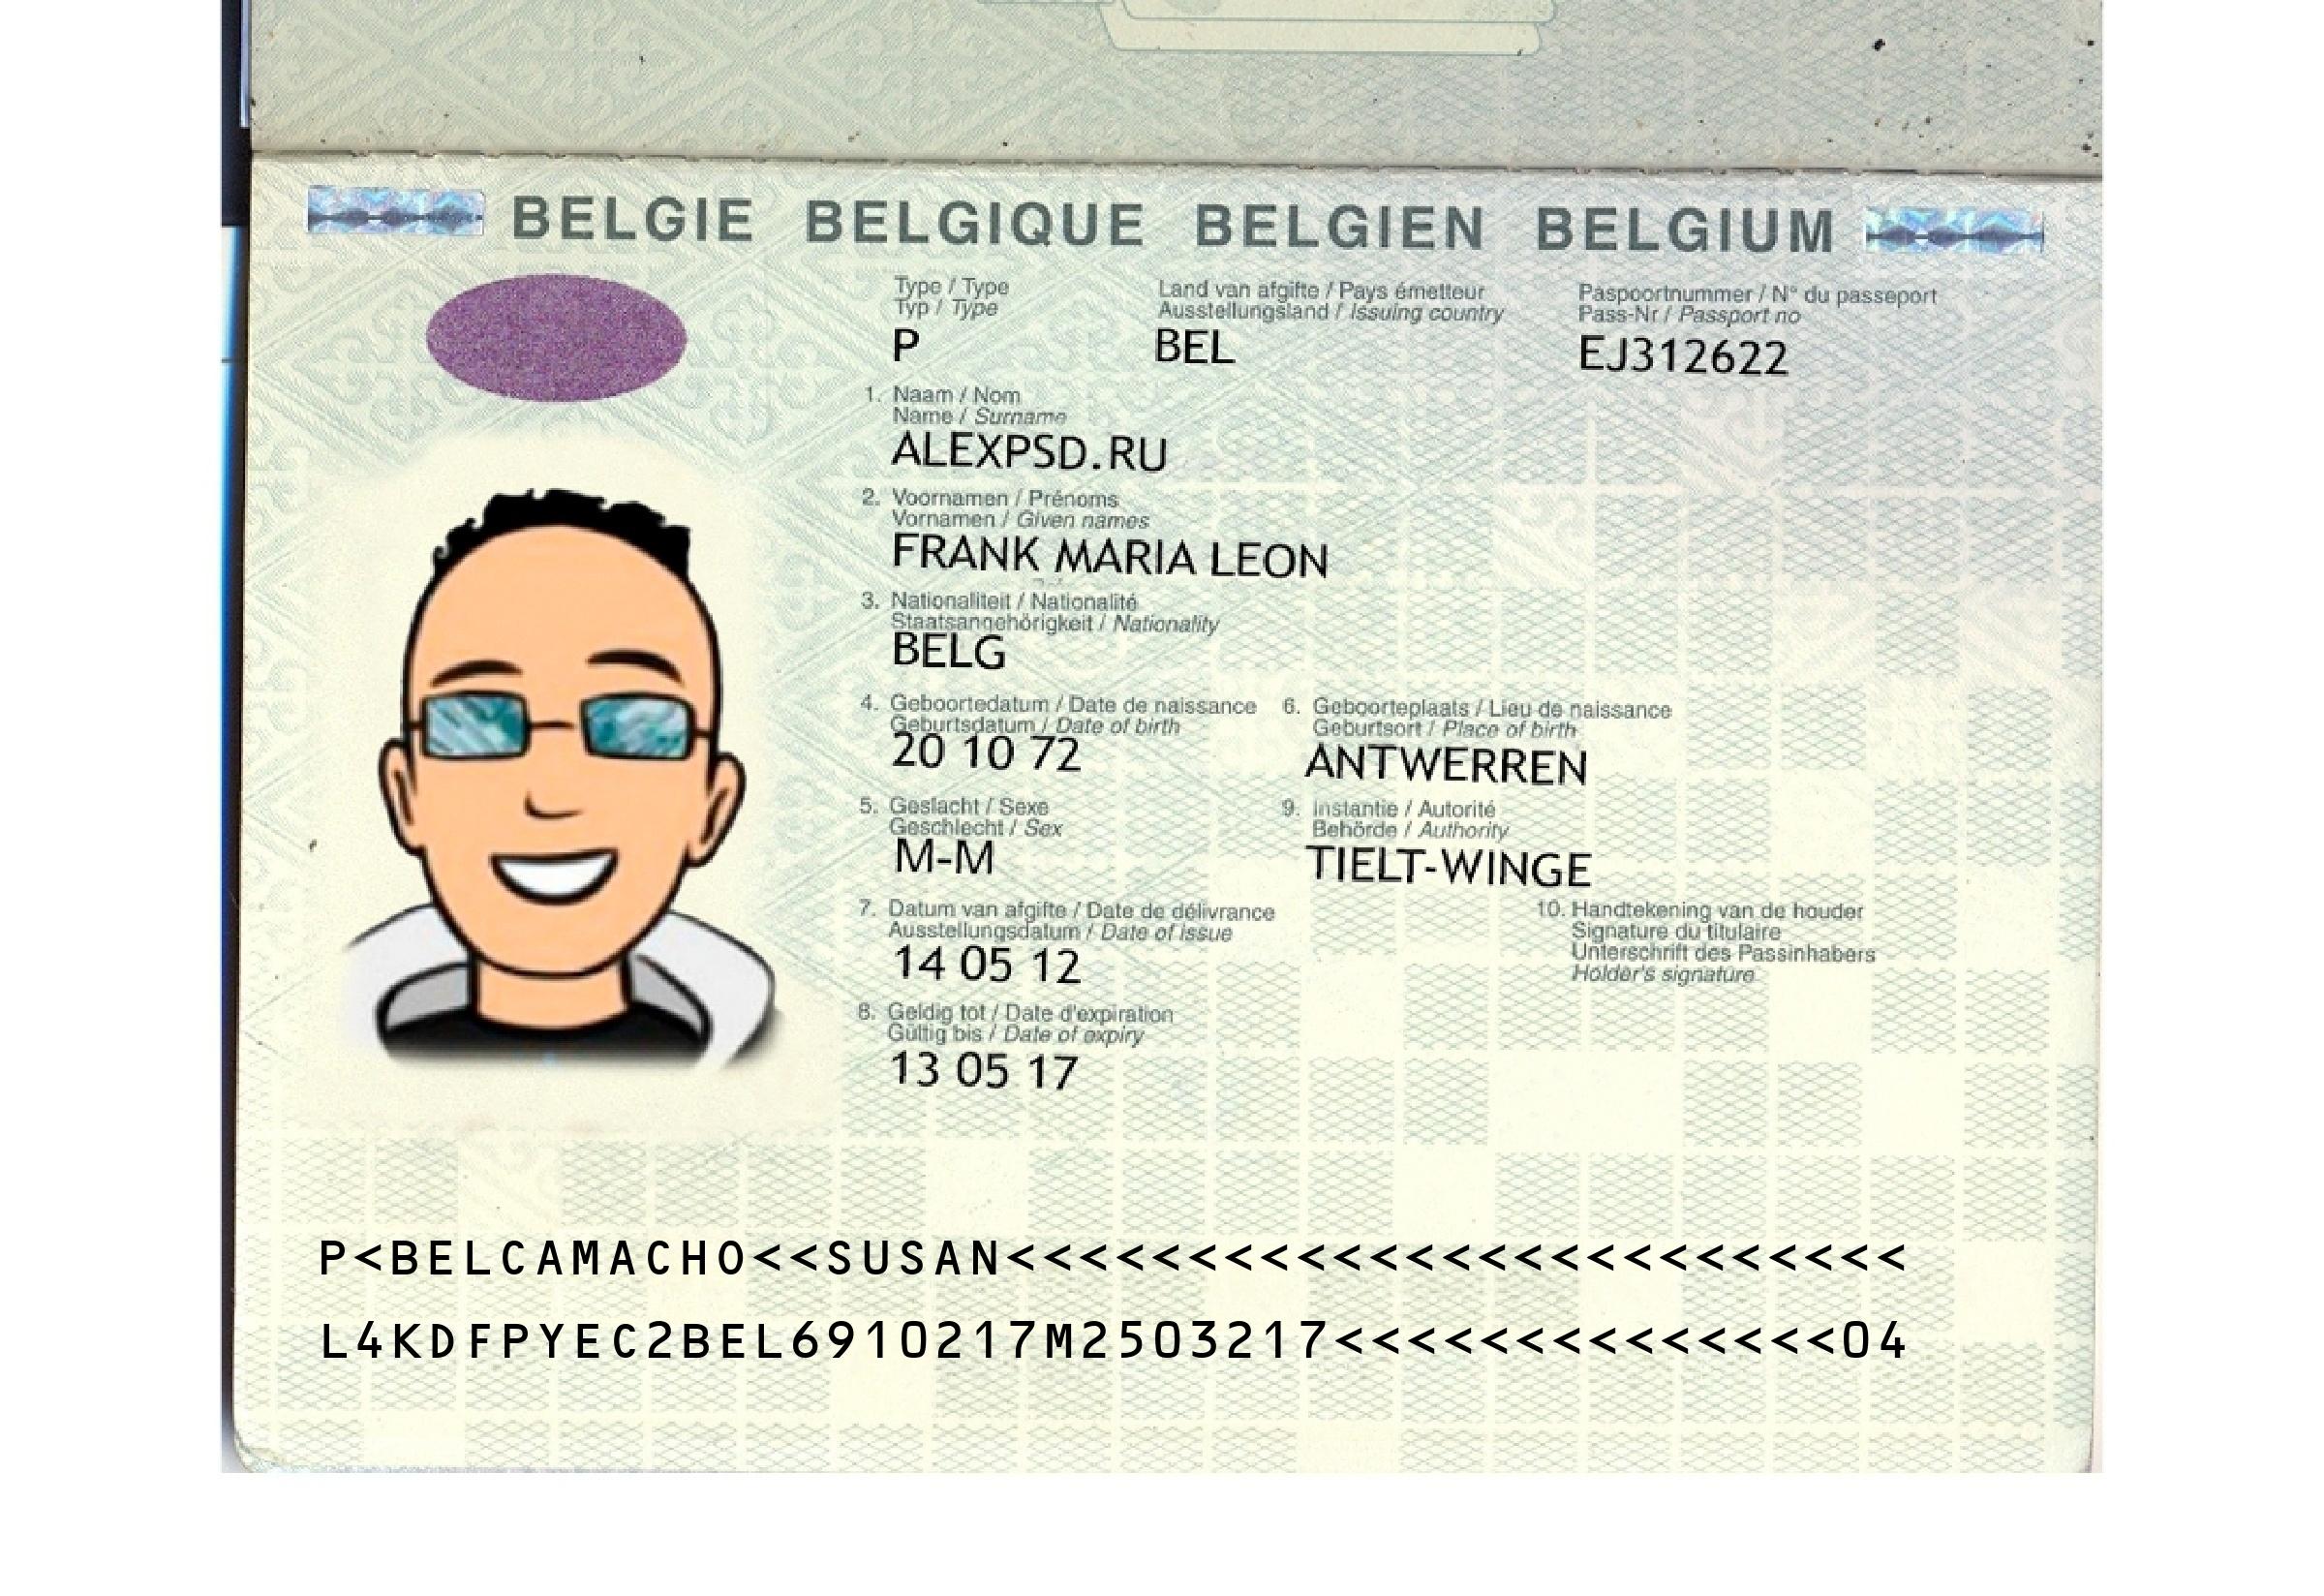 BELGIE BELGIQUE BELGIEN BELGIUM
Type / Type
Typ / Type
P
Land van afgifte / Pays émetteur
Ausstellungsland / Issuing country
BEL
Paspoortnummer / N° du passeport
Pass-Nr / Passport no
EJ312622
1. Naam / Nom
Name / Surname
ALEXPSD.RU
2. Voornamen / Prénoms
Vornamen / Given names
FRANK MARIA LEON
3. Nationaliteit / Nationalité
Staatsangehörigkeit / Nationality
BELG
4. Geboortedatum / Date de naissance
Geburtsdatum / Date of birth
20 10 72
6. Geboorteplaats / Lieu de naissance
Geburtsort / Place of birth
ANTWERREN
5. Geslacht / Sexe
Geschlecht / Sex
M-M
9. Instantie / Autorité
Behörde / Authority
TIELT-WINGE
7. Datum van afgifte / Date de délivrance
Ausstellungsdatum / Date of issue
14 05 12
10. Handtekening van de houder
Signature du titulaire
Unterschrift des Passinhabers
Holder's signature
8. Geldig tot / Date d'expiration
Gültig bis / Date of expiry
13 05 17
P<BELCAMACHO<<SUSAN<<<<<<<<<<<<<<<<<<<<<<<<<
L4KDFPYEC2BEL6910217M2503217<<<<<<<<<<<<<<04